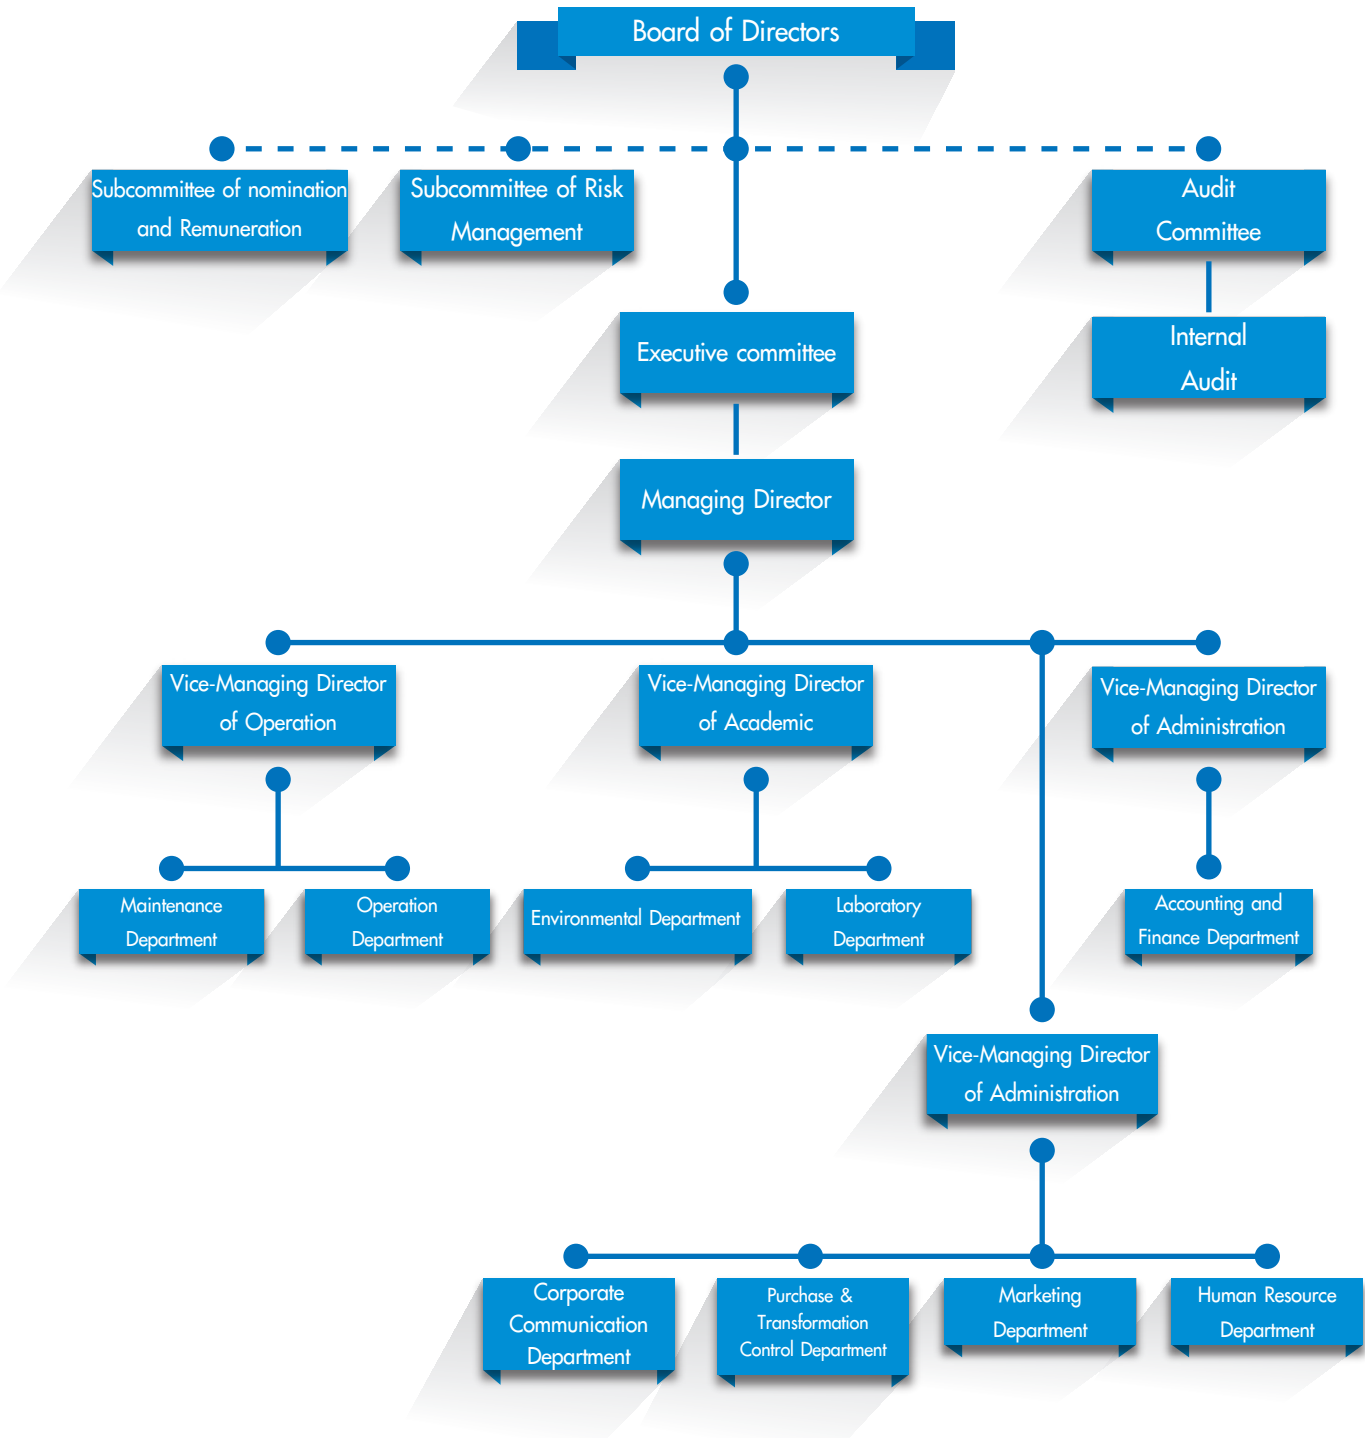 Board of Directors
Subcommittee of nomination
and Remuneration
Subcommittee of Risk
Management
Audit
Committee
Executive committee
Internal
Audit
Managing Director
Vice-Managing Director
of Operation
Vice-Managing Director
of Academic
Vice-Managing Director
of Administration
Maintenance
Department
Operation
Department
Environmental Department
Laboratory
Department
Accounting and
Finance Department
Vice-Managing Director
of Administration
Corporate
Communication
Department
Purchase &
Transformation
Control Department
Marketing
Department
Human Resource
Department